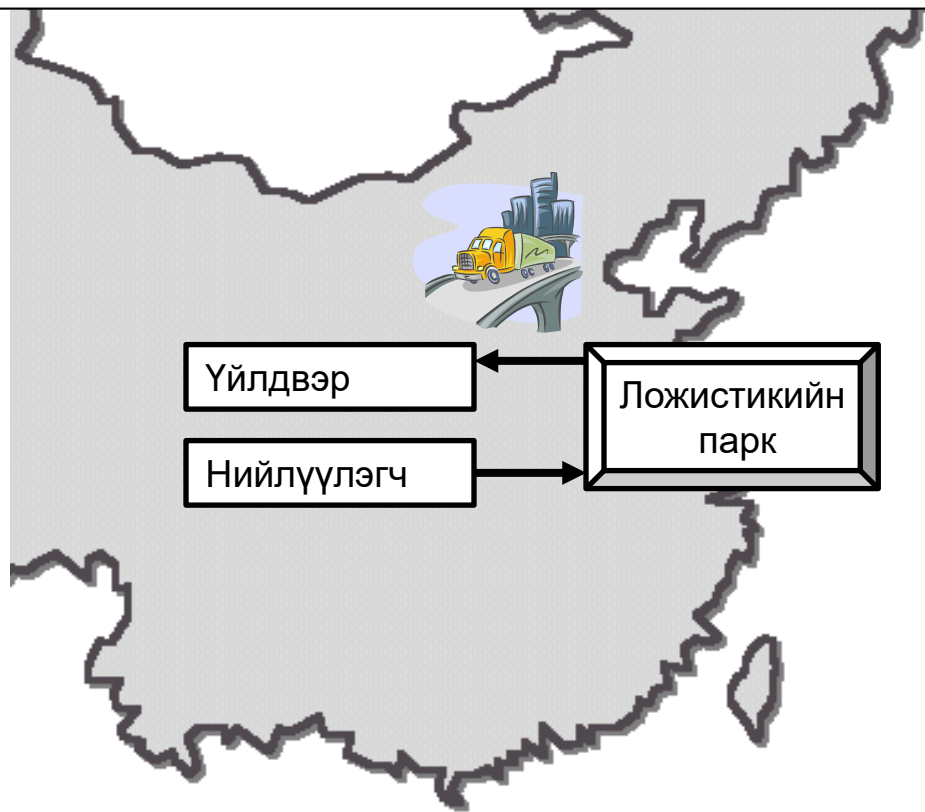 Үйлдвэр
Ложистикийн
парк
Нийлүүлэгч